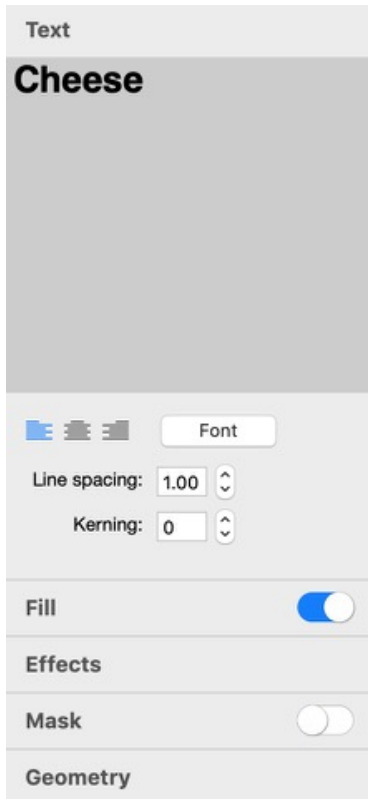 Text
Cheese
Font
Line spacing: 1.00
Kerning: 0
Fill
Effects
Mask
Geometry